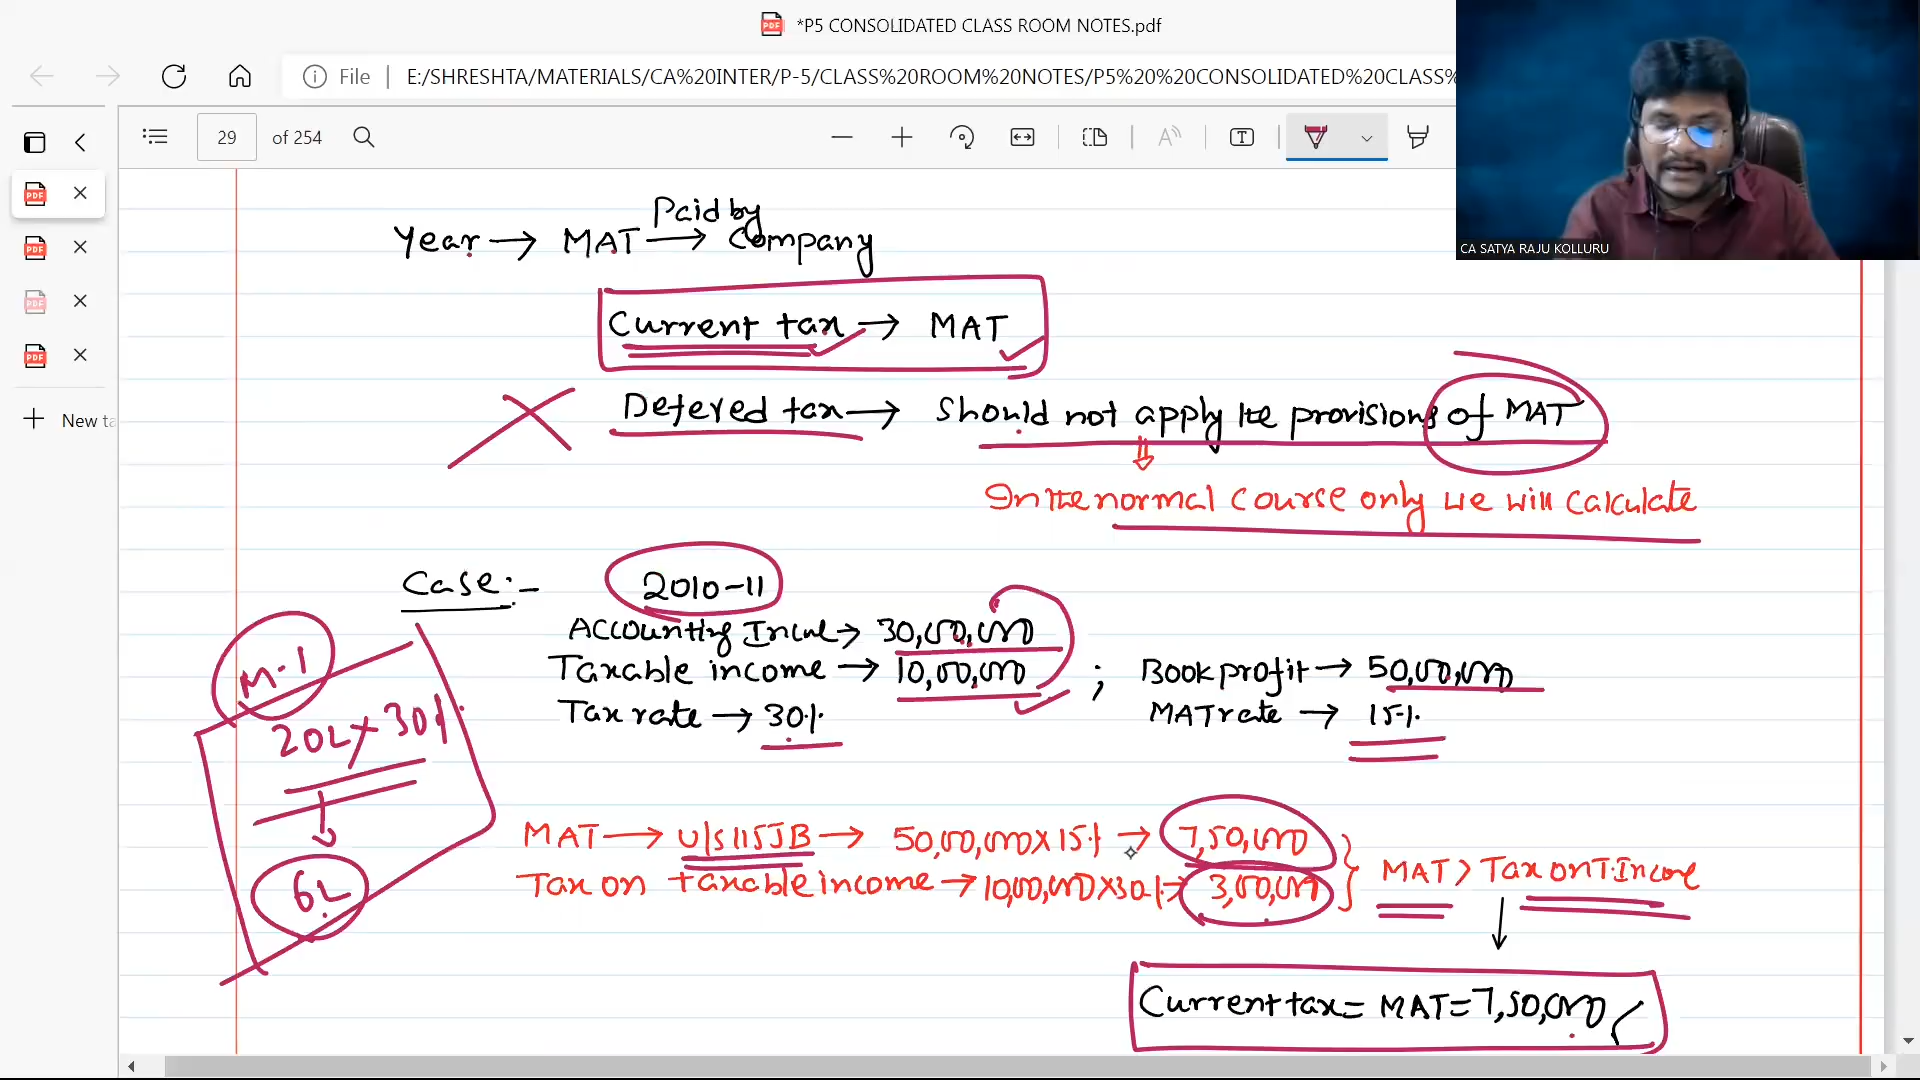 *P5 CONSOLIDATED CLASS ROOM NOTES.pdf
File
E:/SHRESHTA/MATERIALS/CA%20INTER/P-5/CLASS%20ROOM%20NOTES/P5%20%20CONSOLIDATED%20CLASS%
29 of 254
New ta
CA SATYA RAJU KOLLURU
Year → MAT → Paid by Company
Current tax → MAT
Defered tax → Should not apply the provisions of MAT
In the normal course only we will calculate
Case:- 2010-11
Accounting → 30,00,000
Taxable income → 10,00,000 ; Book profit → 50,00,000
Tax rate → 30% MAT rate → 15%
M-1
20L x 30%
6L
MAT → U/s 115JB → 50,00,000 x 15% → 7,50,000
Tax on taxable income → 10,00,000 x 30% → 3,00,000
MAT > Tax on T.Income
Current tax = MAT = 7,50,000